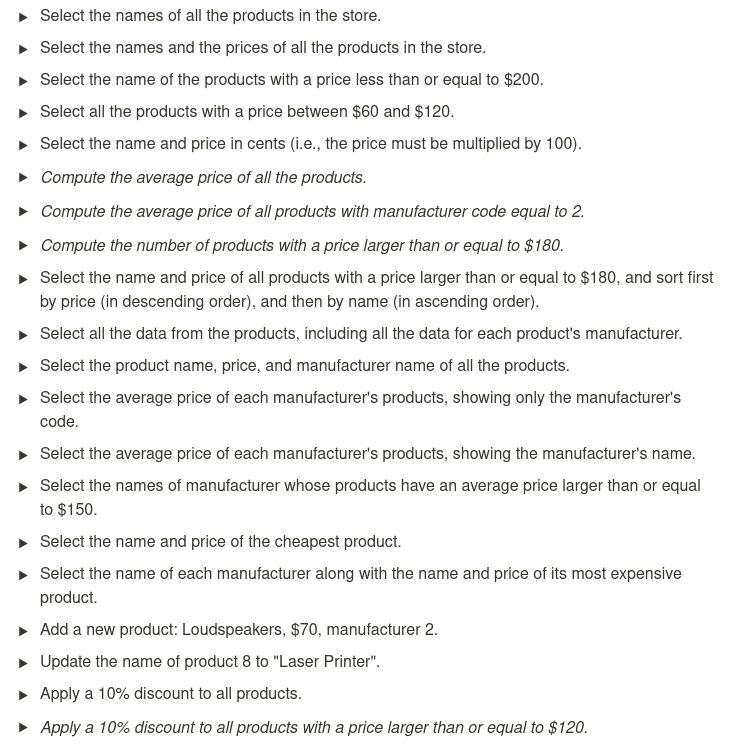 Select the names of all the products in the store.
Select the names and the prices of all the products in the store.
Select the name of the products with a price less than or equal to $200.
Select all the products with a price between $60 and $120.
Select the name and price in cents (i.e., the price must be multiplied by 100).
Compute the average price of all the products.
Compute the average price of all products with manufacturer code equal to 2.
Compute the number of products with a price larger than or equal to $180.
Select the name and price of all products with a price larger than or equal to $180, and sort first
by price (in descending order), and then by name (in ascending order).
Select all the data from the products, including all the data for each product's manufacturer.
Select the product name, price, and manufacturer name of all the products.
Select the average price of each manufacturer's products, showing only the manufacturer's
code.
Select the average price of each manufacturer's products, showing the manufacturer's name.
Select the names of manufacturer whose products have an average price larger than or equal
to $150.
Select the name and price of the cheapest product.
Select the name of each manufacturer along with the name and price of its most expensive
product.
Add a new product: Loudspeakers, $70, manufacturer 2.
Update the name of product 8 to "Laser Printer".
Apply a 10% discount to all products.
Apply a 10% discount to all products with a price larger than or equal to $120.